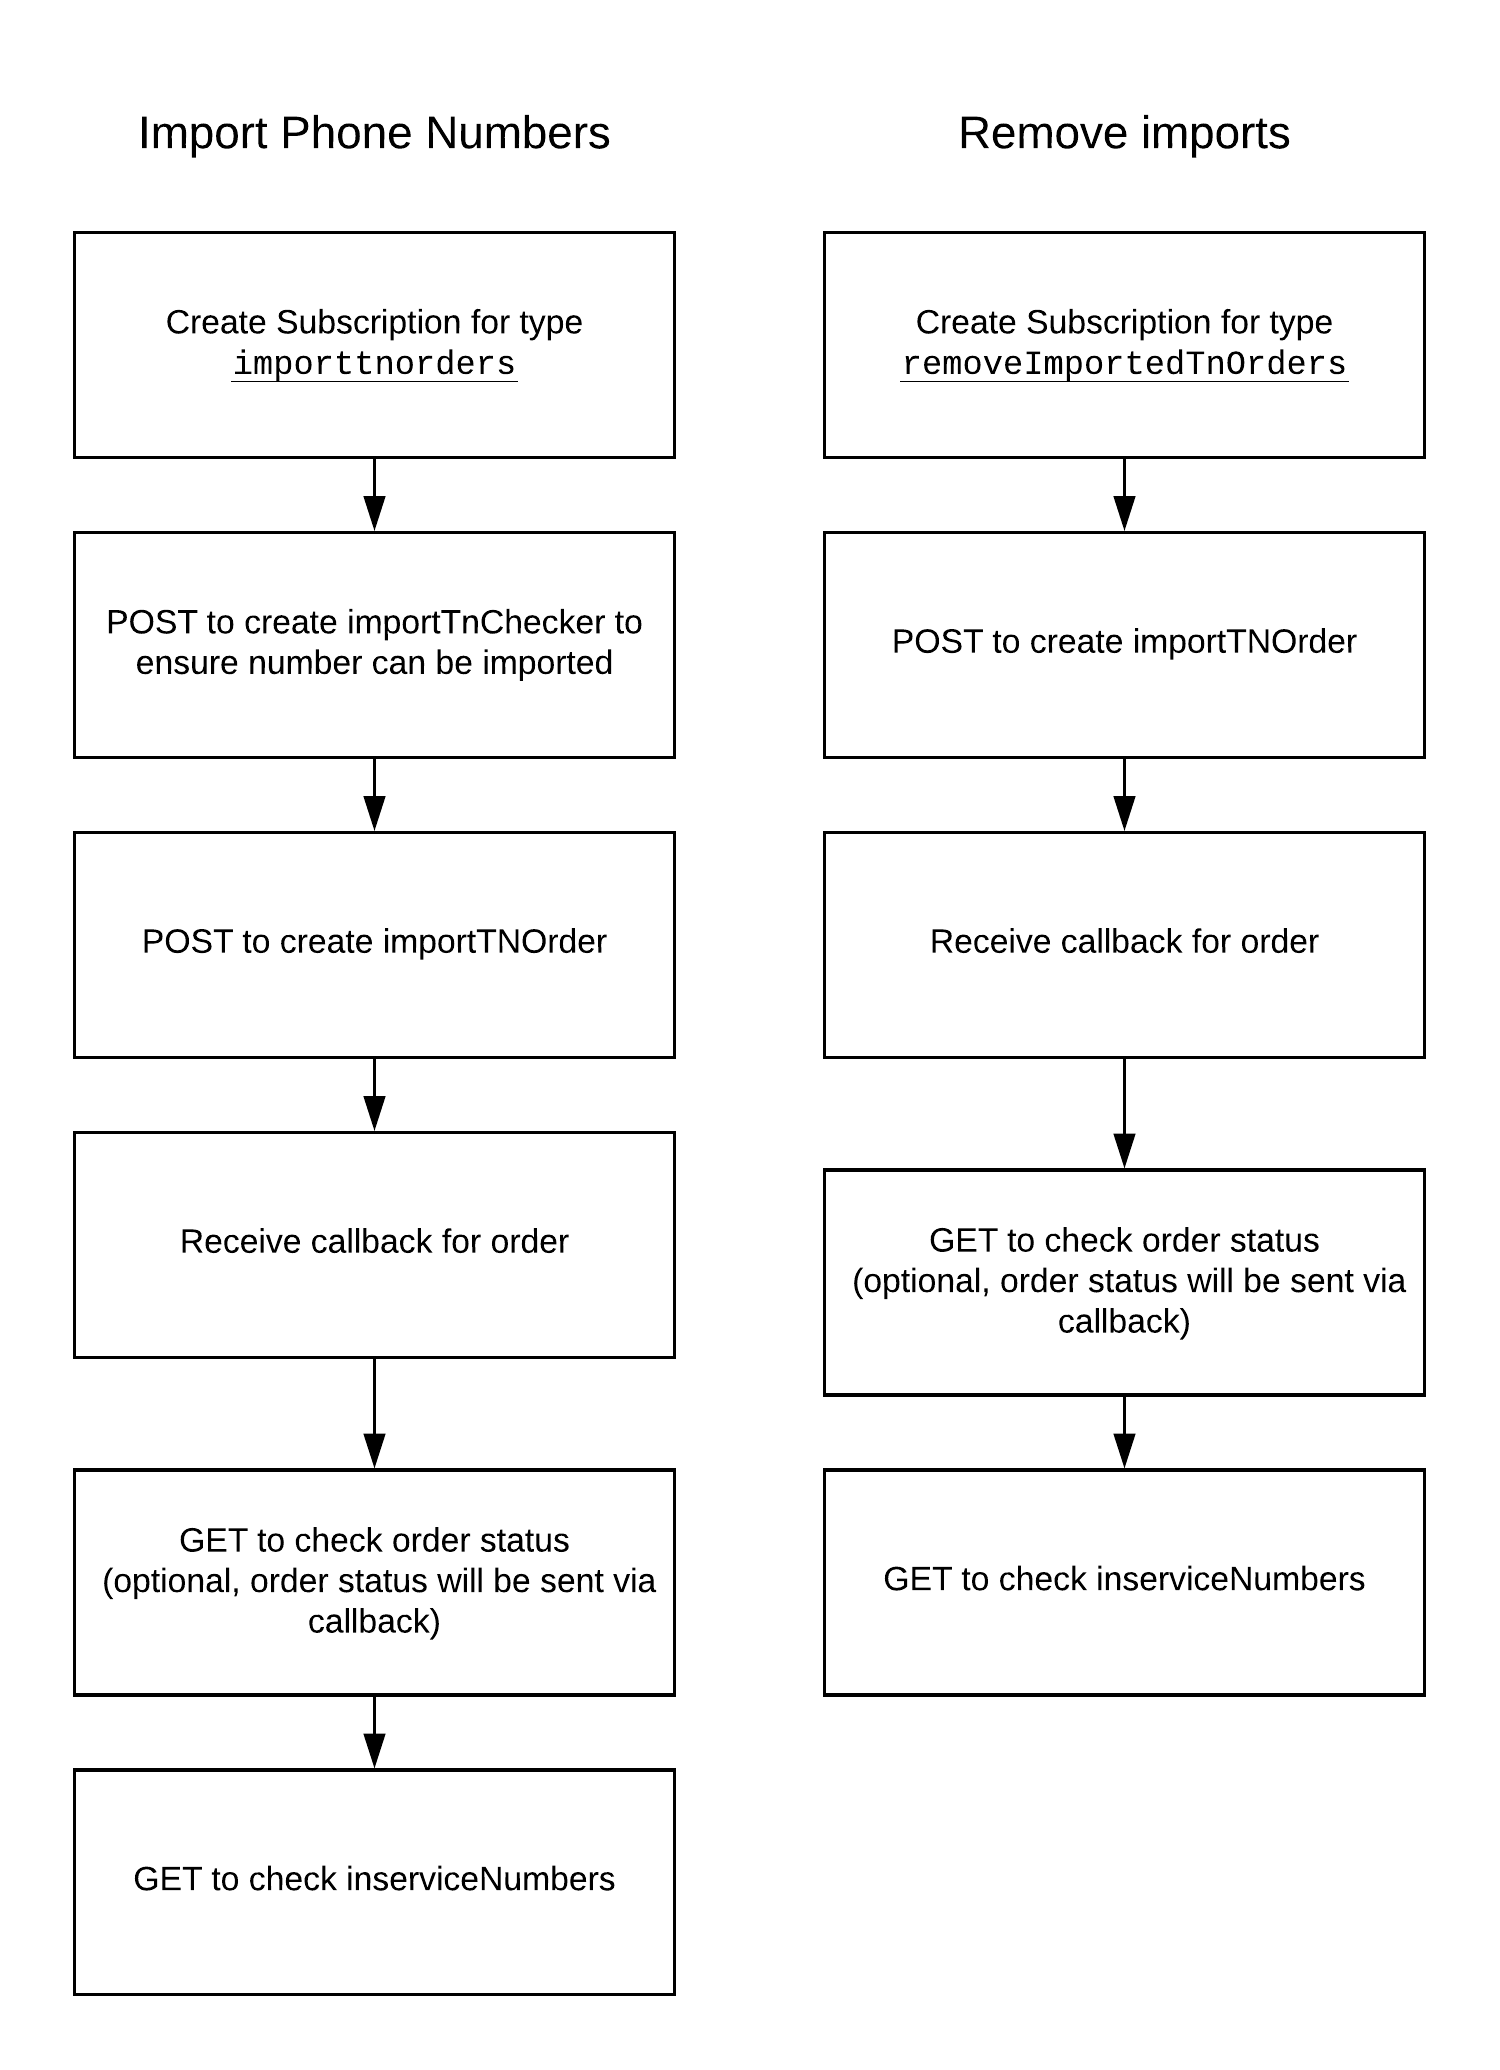 Import Phone Numbers
Create Subscription for type
importtnorders
POST to create importTnChecker to
ensure number can be imported
POST to create importTNOrder
Receive callback for order
GET to check order status
(optional, order status will be sent via
callback)
GET to check inserviceNumbers
Remove imports
Create Subscription for type
removeImportedTnOrders
POST to create importTNOrder
Receive callback for order
GET to check order status
(optional, order status will be sent via
callback)
GET to check inserviceNumbers